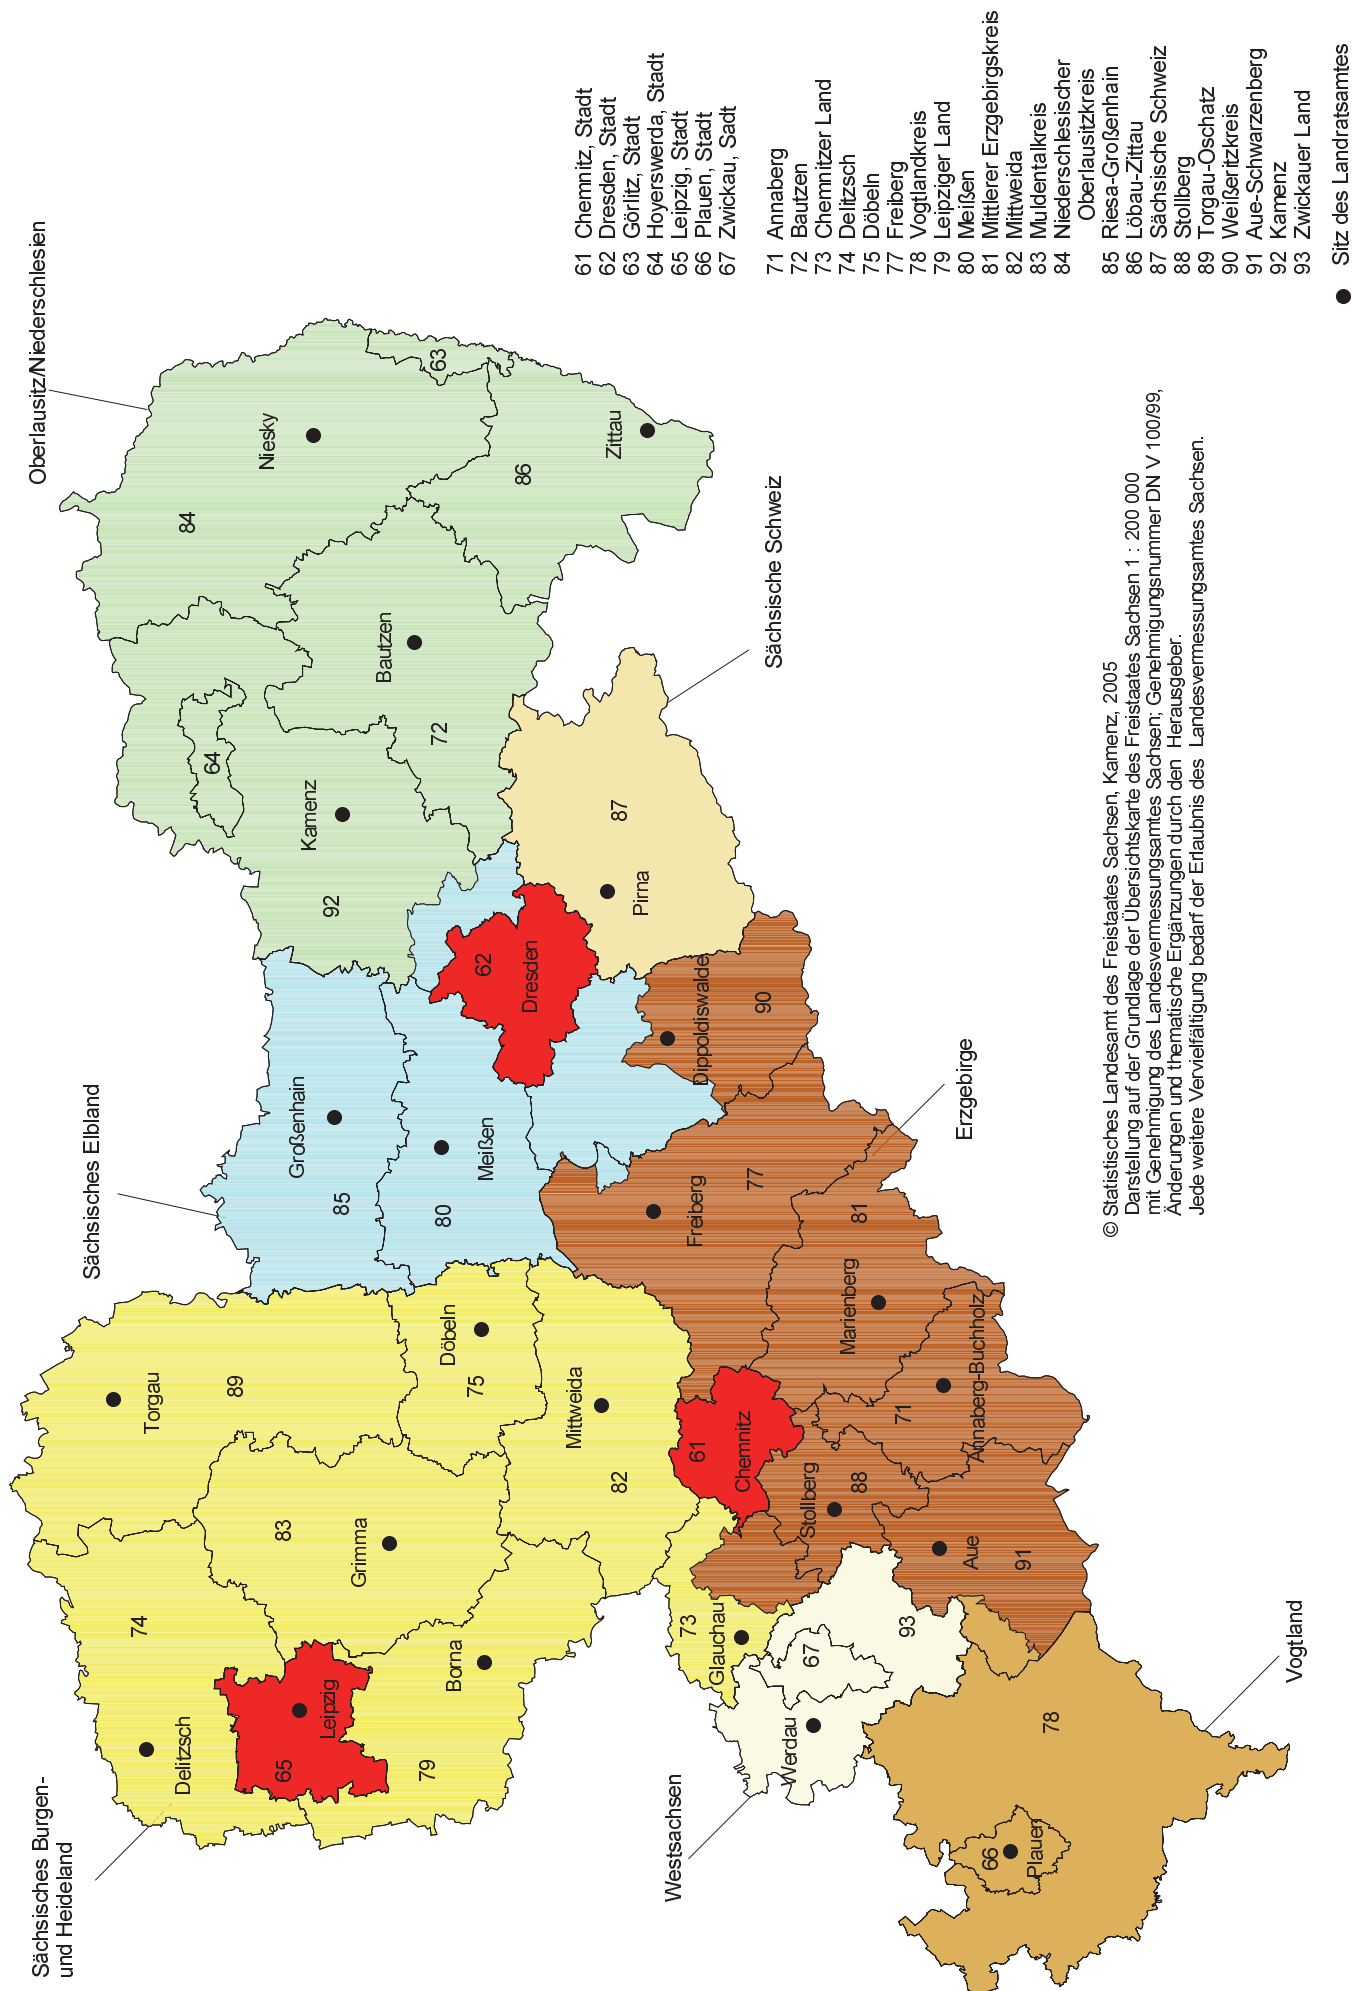 Sächsisches Burgen-
und Heideland
Sächsisches Elbland
Oberlausitz/Niederschlesien
Westsachsen
Vogtland
Erzgebirge
Sächsische Schweiz
Delitzsch
74
Torgau
89
65
Leipzig
83
Grimma
79
Borna
Döbeln
75
Mittweida
82
73
Glauchau
Großenhain
85
Meißen
80
62
Dresden
84
Niesky
63
64
Kamenz
92
Bautzen
72
86
Zittau
87
Pirna
Dippoldiswalde
90
Freiberg
77
81
Marienberg
71
Annaberg-Buchholz
61
Chemnitz
Stollberg
88
Aue
91
67
93
Werdau
78
66
Plauen
61 Chemnitz, Stadt
62 Dresden, Stadt
63 Görlitz, Stadt
64 Hoyerswerda, Stadt
65 Leipzig, Stadt
66 Plauen, Stadt
67 Zwickau, Sadt
71 Annaberg
72 Bautzen
73 Chemnitzer Land
74 Delitzsch
75 Döbeln
77 Freiberg
78 Vogtlandkreis
79 Leipziger Land
80 Meißen
81 Mittlerer Erzgebirgskreis
82 Mittweida
83 Muldentalkreis
84 Niederschlesischer
Oberlausitzkreis
85 Riesa-Großenhain
86 Löbau-Zittau
87 Sächsische Schweiz
88 Stollberg
89 Torgau-Oschatz
90 Weißeritzkreis
91 Aue-Schwarzenberg
92 Kamenz
93 Zwickauer Land
Sitz des Landratsamtes
© Statistisches Landesamt des Freistaates Sachsen, Kamenz, 2005
Darstellung auf der Grundlage der Übersichtskarte des Freistaates Sachsen 1 : 200 000
mit Genehmigung des Landesvermessungsamtes Sachsen; Genehmigungsnummer DN V 100/99,
Änderungen und thematische Ergänzungen durch den Herausgeber.
Jede weitere Vervielfältigung bedarf der Erlaubnis des Landesvermessungsamtes Sachsen.